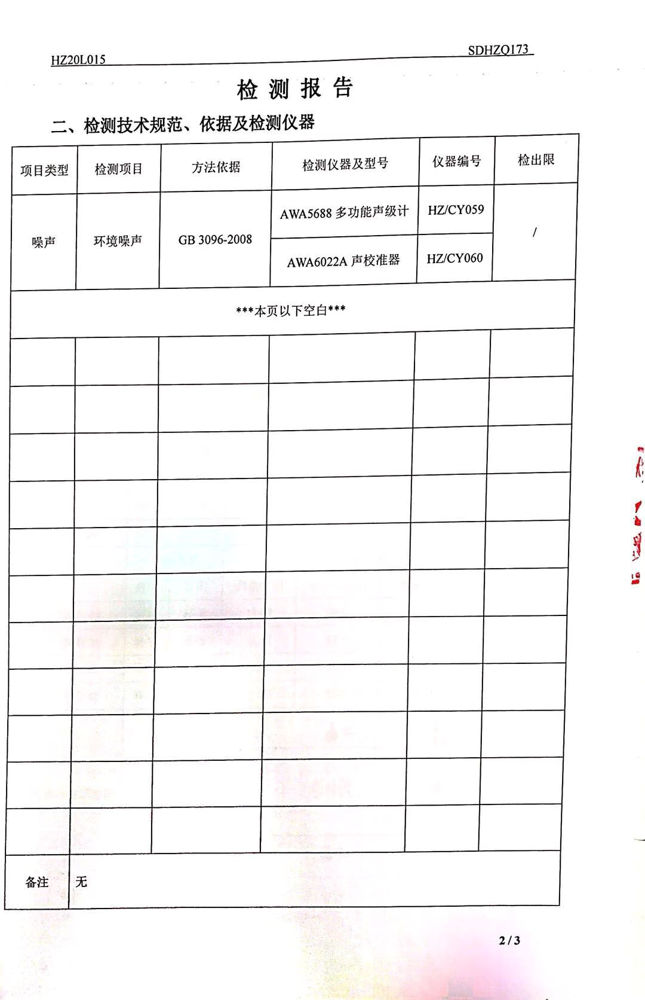 HZ20L015 SDHZQ173
检测报告
二、检测技术规范、依据及检测仪器
项目类型 检测项目 方法依据 检测仪器及型号 仪器编号 检出限
噪声 环境噪声 GB 3096-2008 AWA5688 多功能声级计 HZ/CY059 /
AWA6022A 声校准器 HZ/CY060
***本页以下空白***
备注 无
2 / 3